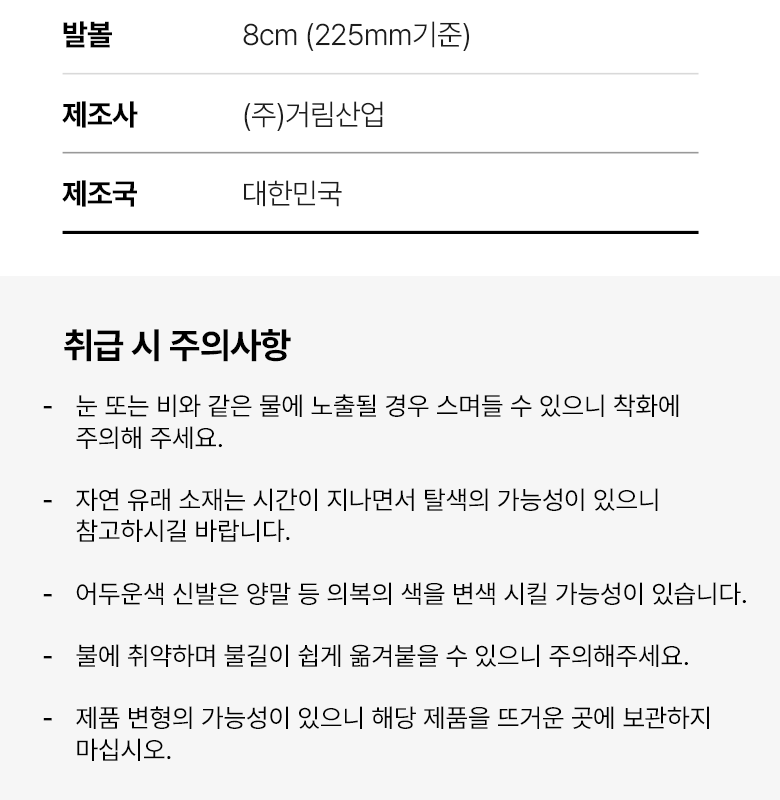 발볼 8cm (225mm기준)
제조사 (주)거림산업
제조국 대한민국
취급 시 주의사항
- 눈 또는 비와 같은 물에 노출될 경우 스며들 수 있으니 착화에
주의해 주세요.
- 자연 유래 소재는 시간이 지나면서 탈색의 가능성이 있으니
참고하시길 바랍니다.
- 어두운색 신발은 양말 등 의복의 색을 변색 시킬 가능성이 있습니다.
- 불에 취약하며 불길이 쉽게 옮겨붙을 수 있으니 주의해주세요.
- 제품 변형의 가능성이 있으니 해당 제품을 뜨거운 곳에 보관하지
마십시오.